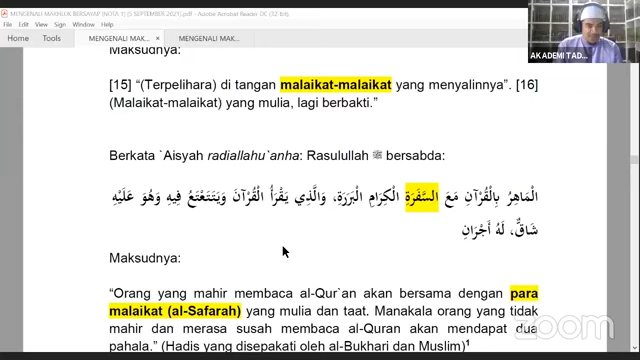 MENGENALI MAKHLUK BERSAYAP (NOTA 1) (5 SEPTEMBER 2021).pdf - Adobe Acrobat Reader DC (32-bit)
File Edit View Sign Window Help
Home Tools MENGENALI MAK... × MENGENALI MAK...
AKADEMI TAD...
Maksudnya:
[15] “(Terpelihara) di tangan malaikat-malaikat yang menyalinnya”. [16]
(Malaikat-malaikat) yang mulia, lagi berbakti.”
Berkata `Aisyah radiallahu`anha: Rasulullah ﷺ bersabda:
الْمَاهِرُ بِالْقُرْآنِ مَعَ السَّفَرَةِ الْكِرَامِ الْبَرَرَةِ، وَالَّذِي يَقْرَأُ الْقُرْآنَ وَيَتَتَعْتَعُ فِيهِ وَهُوَ عَلَيْهِ
شَاقٌّ، لَهُ أَجْرَانِ
Maksudnya:
“Orang yang mahir membaca al-Qur`an akan bersama dengan para
malaikat (al-Safarah) yang mulia dan taat. Manakala orang yang tidak
mahir dan merasa susah membaca al-Quran akan mendapat dua
pahala.” (Hadis yang disepakati oleh al-Bukhari dan Muslim)¹
zoom